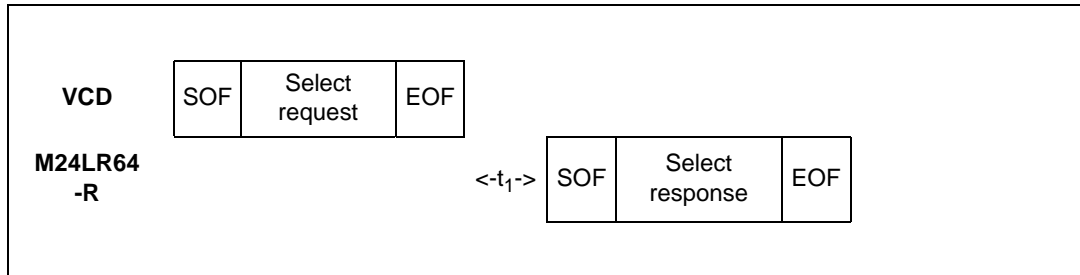 VCD
SOF
Select
request
EOF
M24LR64
-R
<-t1->
SOF
Select
response
EOF